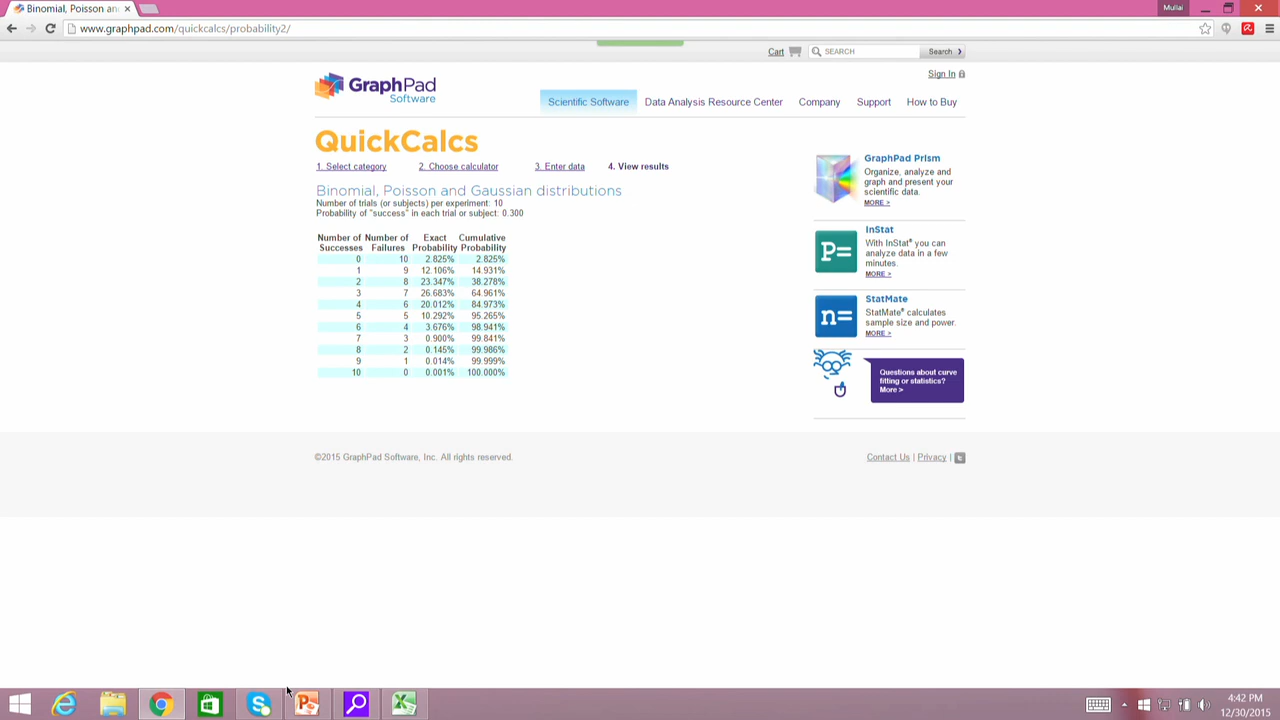 Binomial, Poisson an
Mullai
www.graphpad.com/quickcalcs/probability2/
Cart
SEARCH
Search
Sign In
GraphPad
Software
Scientific Software
Data Analysis Resource Center
Company
Support
How to Buy
QuickCalcs
1. Select category
2. Choose calculator
3. Enter data
4. View results
Binomial, Poisson and Gaussian distributions
Number of trials (or subjects) per experiment: 10
Probability of "success" in each trial or subject: 0.300
Number of Number of Exact Cumulative
Successes Failures Probability Probability
0 10 2.825% 2.825%
1 9 12.106% 14.931%
2 8 23.347% 38.278%
3 7 26.683% 64.961%
4 6 20.012% 84.973%
5 5 10.292% 95.265%
6 4 3.676% 98.941%
7 3 0.900% 99.841%
8 2 0.145% 99.986%
9 1 0.014% 99.999%
10 0 0.001% 100.000%
GraphPad Prism
Organize, analyze and
graph and present your
scientific data.
MORE >
P=
InStat
With InStat® you can
analyze data in a few
minutes.
MORE >
n=
StatMate
StatMate® calculates
sample size and power.
MORE >
Questions about curve
fitting or statistics?
More >
©2015 GraphPad Software, Inc. All rights reserved.
Contact Us | Privacy |
4:42 PM
12/30/2015